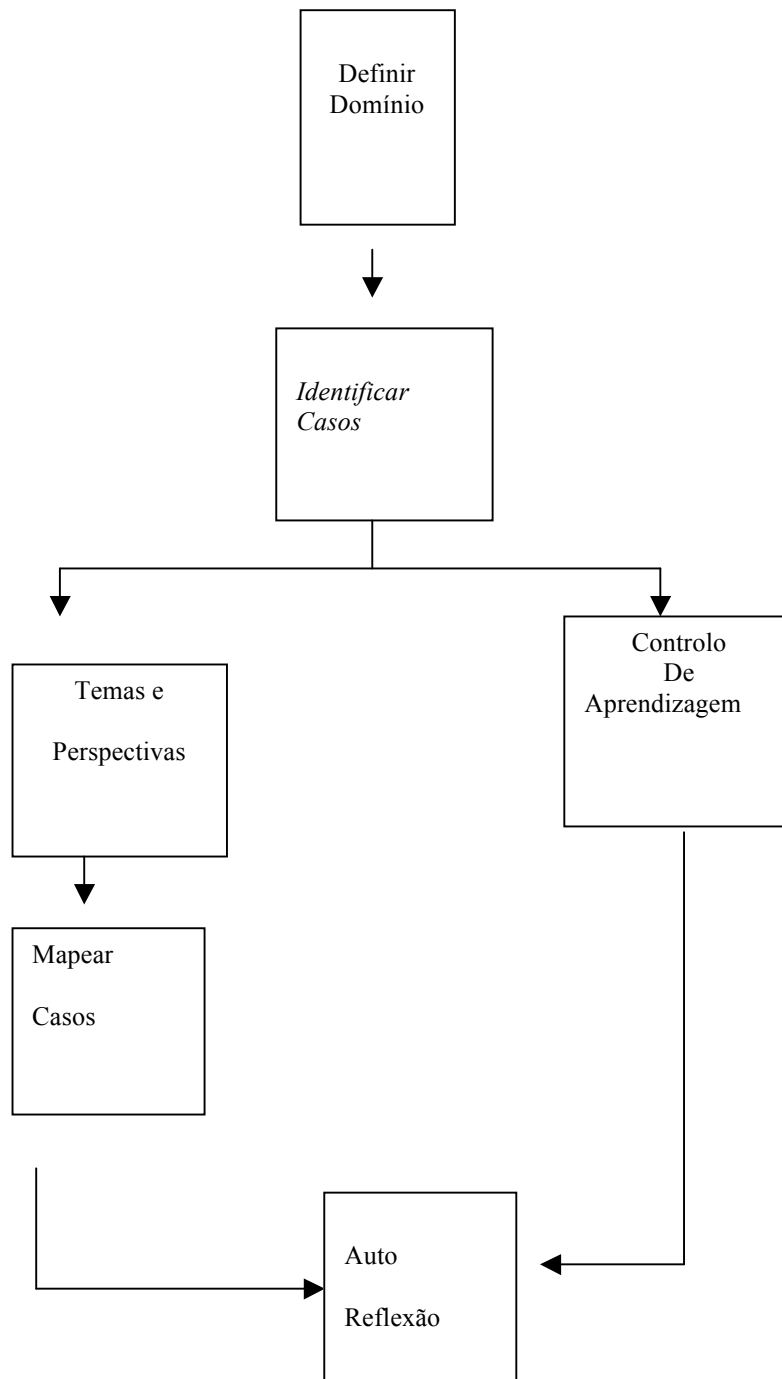 Definir
Domínio
Identificar
Casos
Temas e
Perspectivas
Controlo
De
Aprendizagem
Mapear
Casos
Auto
Reflexão